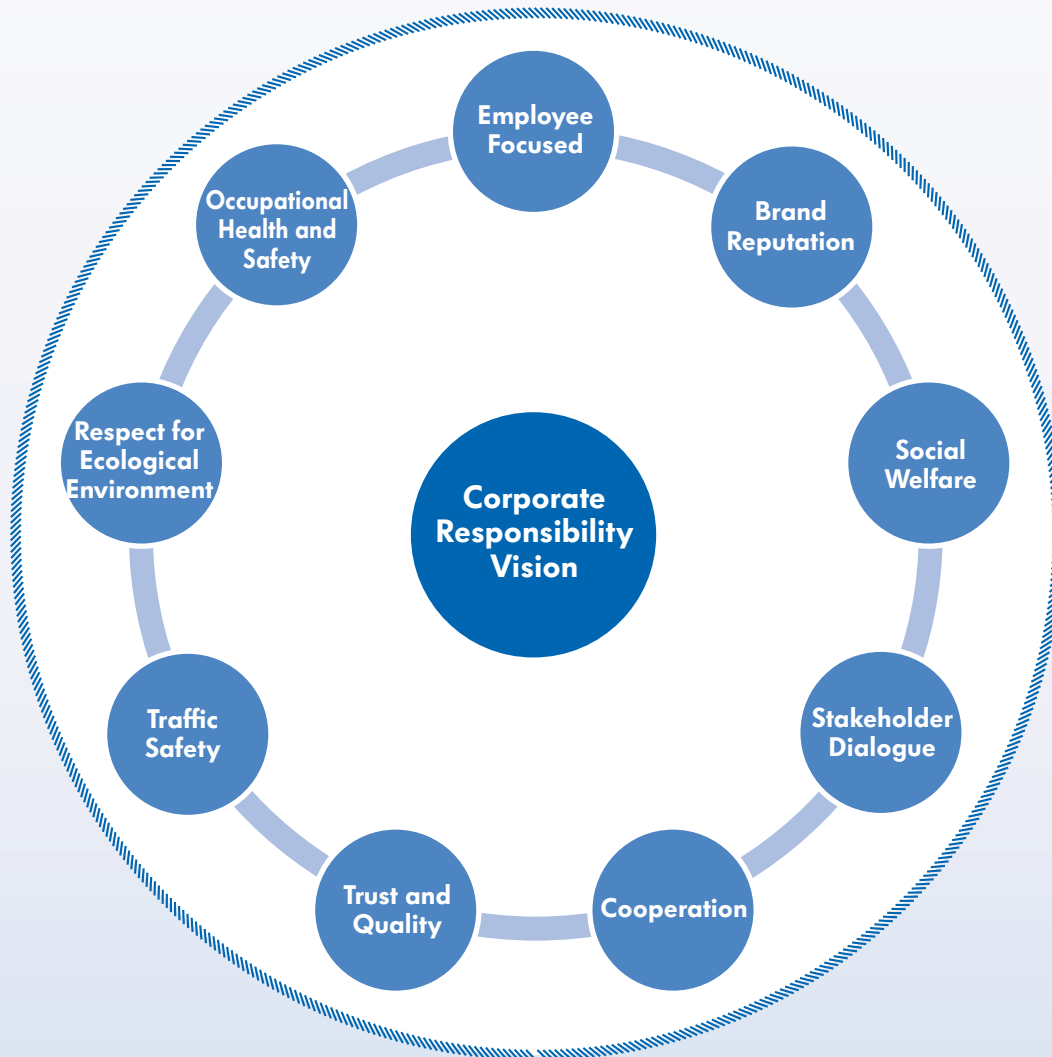 Employee
Focused
Brand
Reputation
Social
Welfare
Stakeholder
Dialogue
Cooperation
Trust and
Quality
Traffic
Safety
Respect for
Ecological
Environment
Occupational
Health and
Safety
Corporate
Responsibility
Vision